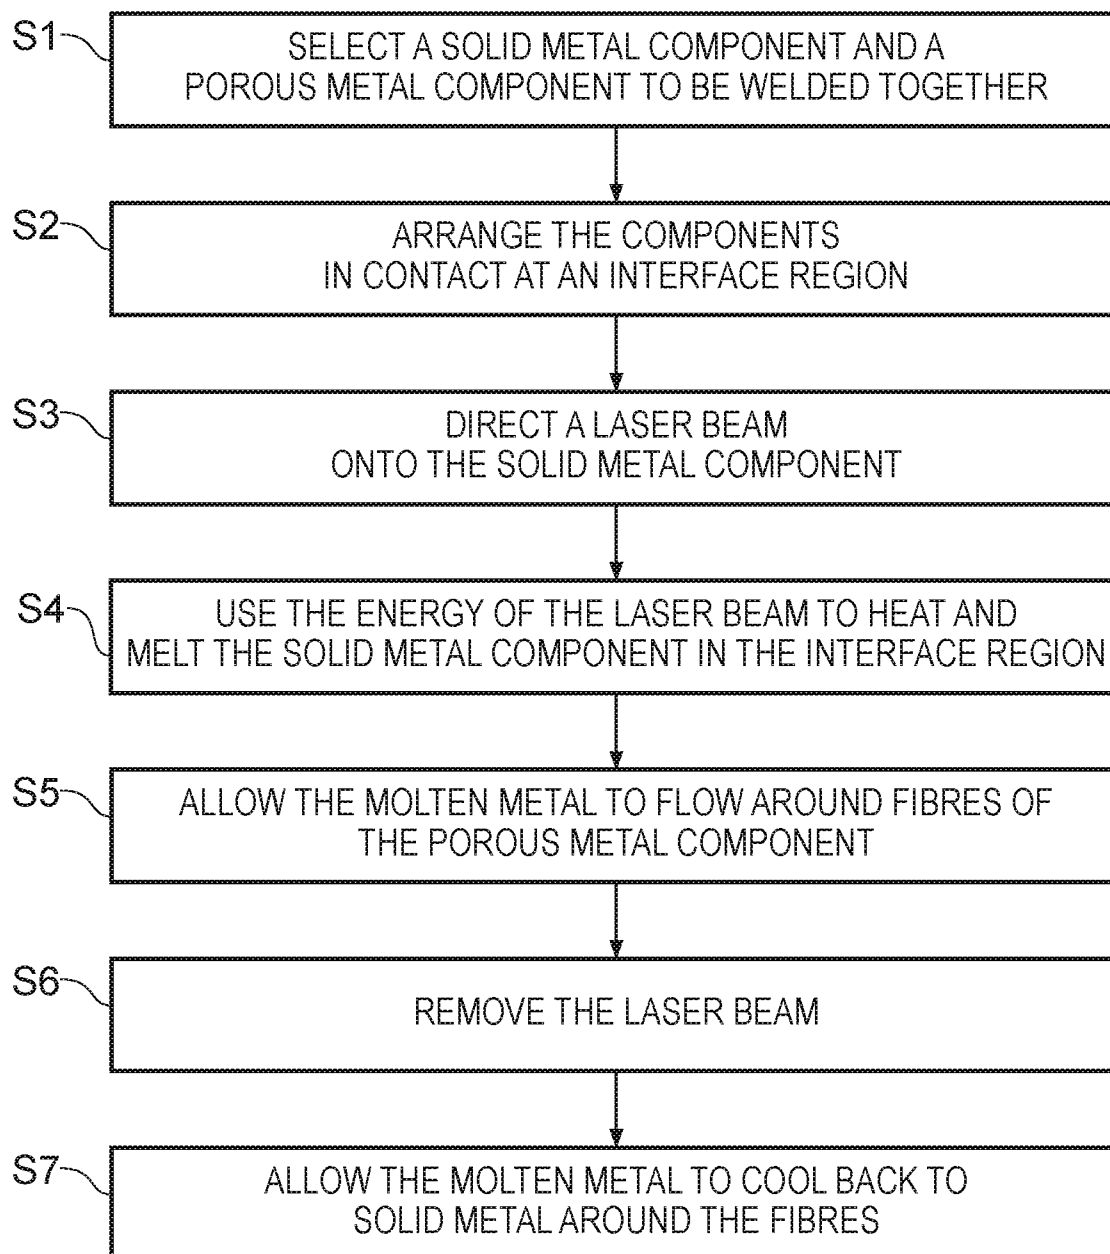 S1
SELECT A SOLID METAL COMPONENT AND A
POROUS METAL COMPONENT TO BE WELDED TOGETHER
S2
ARRANGE THE COMPONENTS
IN CONTACT AT AN INTERFACE REGION
S3
DIRECT A LASER BEAM
ONTO THE SOLID METAL COMPONENT
S4
USE THE ENERGY OF THE LASER BEAM TO HEAT AND
MELT THE SOLID METAL COMPONENT IN THE INTERFACE REGION
S5
ALLOW THE MOLTEN METAL TO FLOW AROUND FIBRES OF
THE POROUS METAL COMPONENT
S6
REMOVE THE LASER BEAM
S7
ALLOW THE MOLTEN METAL TO COOL BACK TO
SOLID METAL AROUND THE FIBRES